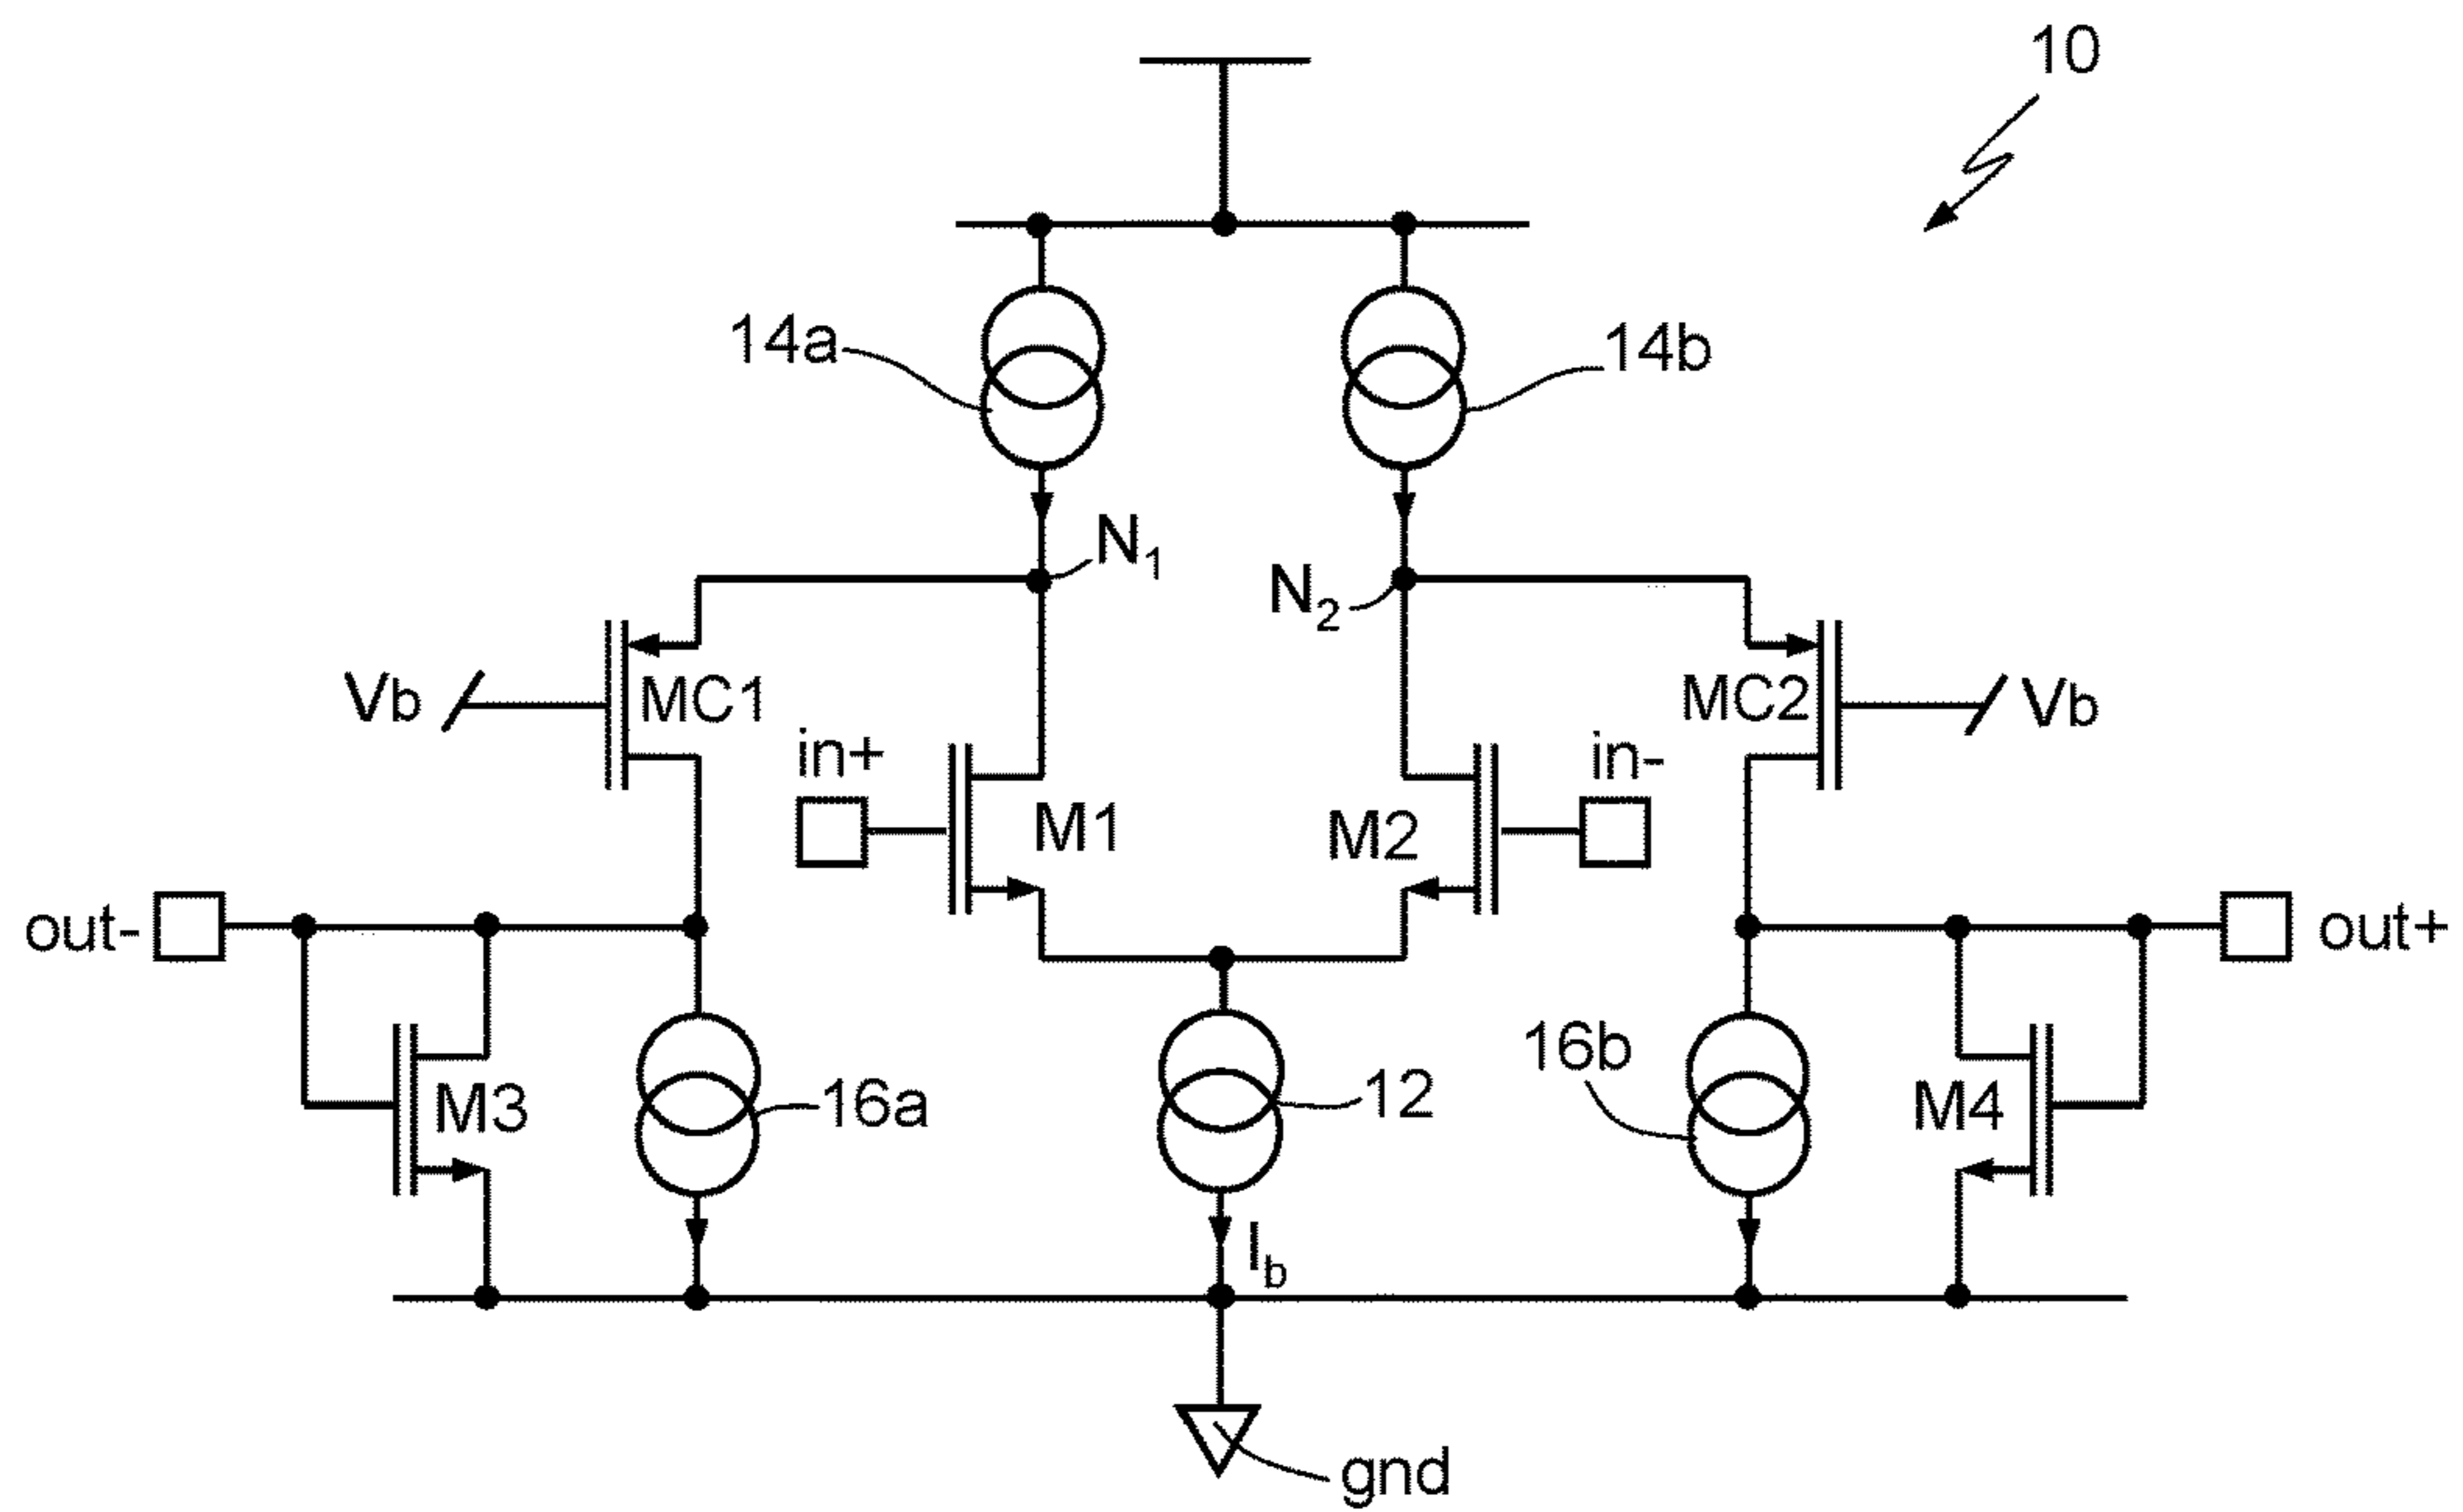 10
14a
14b
N1
N2
Vb
MC1
MC2
Vb
in+
in-
M1
M2
out-
out+
M3
16a
12
16b
M4
Ib
gnd